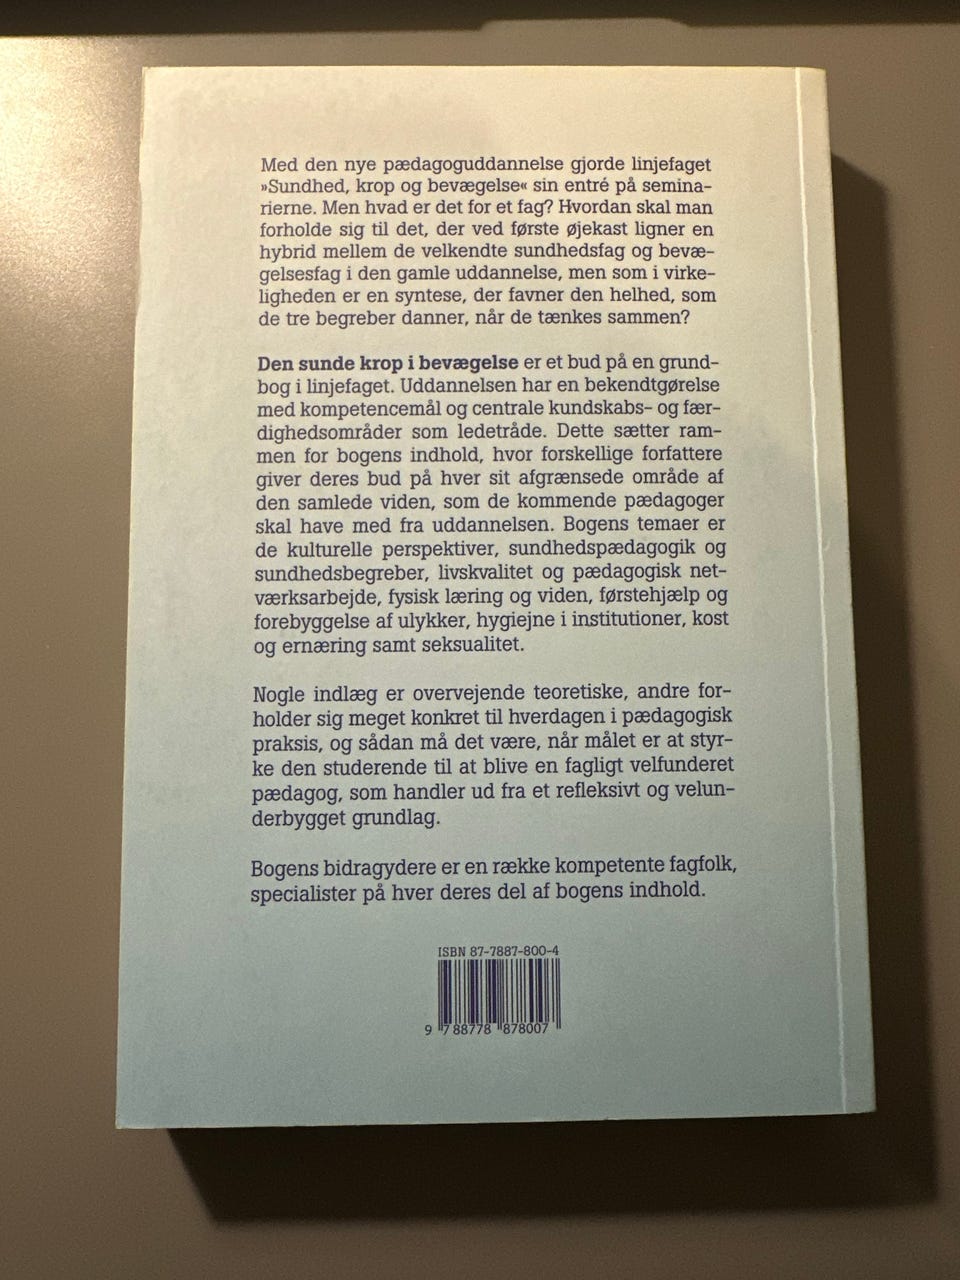 Med den nye pædagoguddannelse gjorde linjefaget
»Sundhed, krop og bevægelse« sin entré på semina-
rierne. Men hvad er det for et fag? Hvordan skal man
forholde sig til det, der ved første øjekast ligner en
hybrid mellem de velkendte sundhedsfag og bevæ-
gelsesfag i den gamle uddannelse, men som i virke-
ligheden er en syntese, der favner den helhed, som
de tre begreber danner, når de tænkes sammen?
Den sunde krop i bevægelse er et bud på en grund-
bog i linjefaget. Uddannelsen har en bekendtgørelse
med kompetencemål og centrale kundskabs- og fær-
dighedsområder som ledetråde. Dette sætter ram-
men for bogens indhold, hvor forskellige forfattere
giver deres bud på hver sit afgrænsede område af
den samlede viden, som de kommende pædagoger
skal have med fra uddannelsen. Bogens temaer er
de kulturelle perspektiver, sundhedspædagogik og
sundhedsbegreber, livskvalitet og pædagogisk net-
værksarbejde, fysisk læring og viden, førstehjælp og
forebyggelse af ulykker, hygiejne i institutioner, kost
og ernæring samt seksualitet.
Nogle indlæg er overvejende teoretiske, andre for-
holder sig meget konkret til hverdagen i pædagogisk
praksis, og sådan må det være, når målet er at styr-
ke den studerende til at blive en fagligt velfunderet
pædagog, som handler ud fra et refleksivt og velun-
derbygget grundlag.
Bogens bidragydere er en række kompetente fagfolk,
specialister på hver deres del af bogens indhold.
ISBN 87-7887-800-4
9 788778 878007